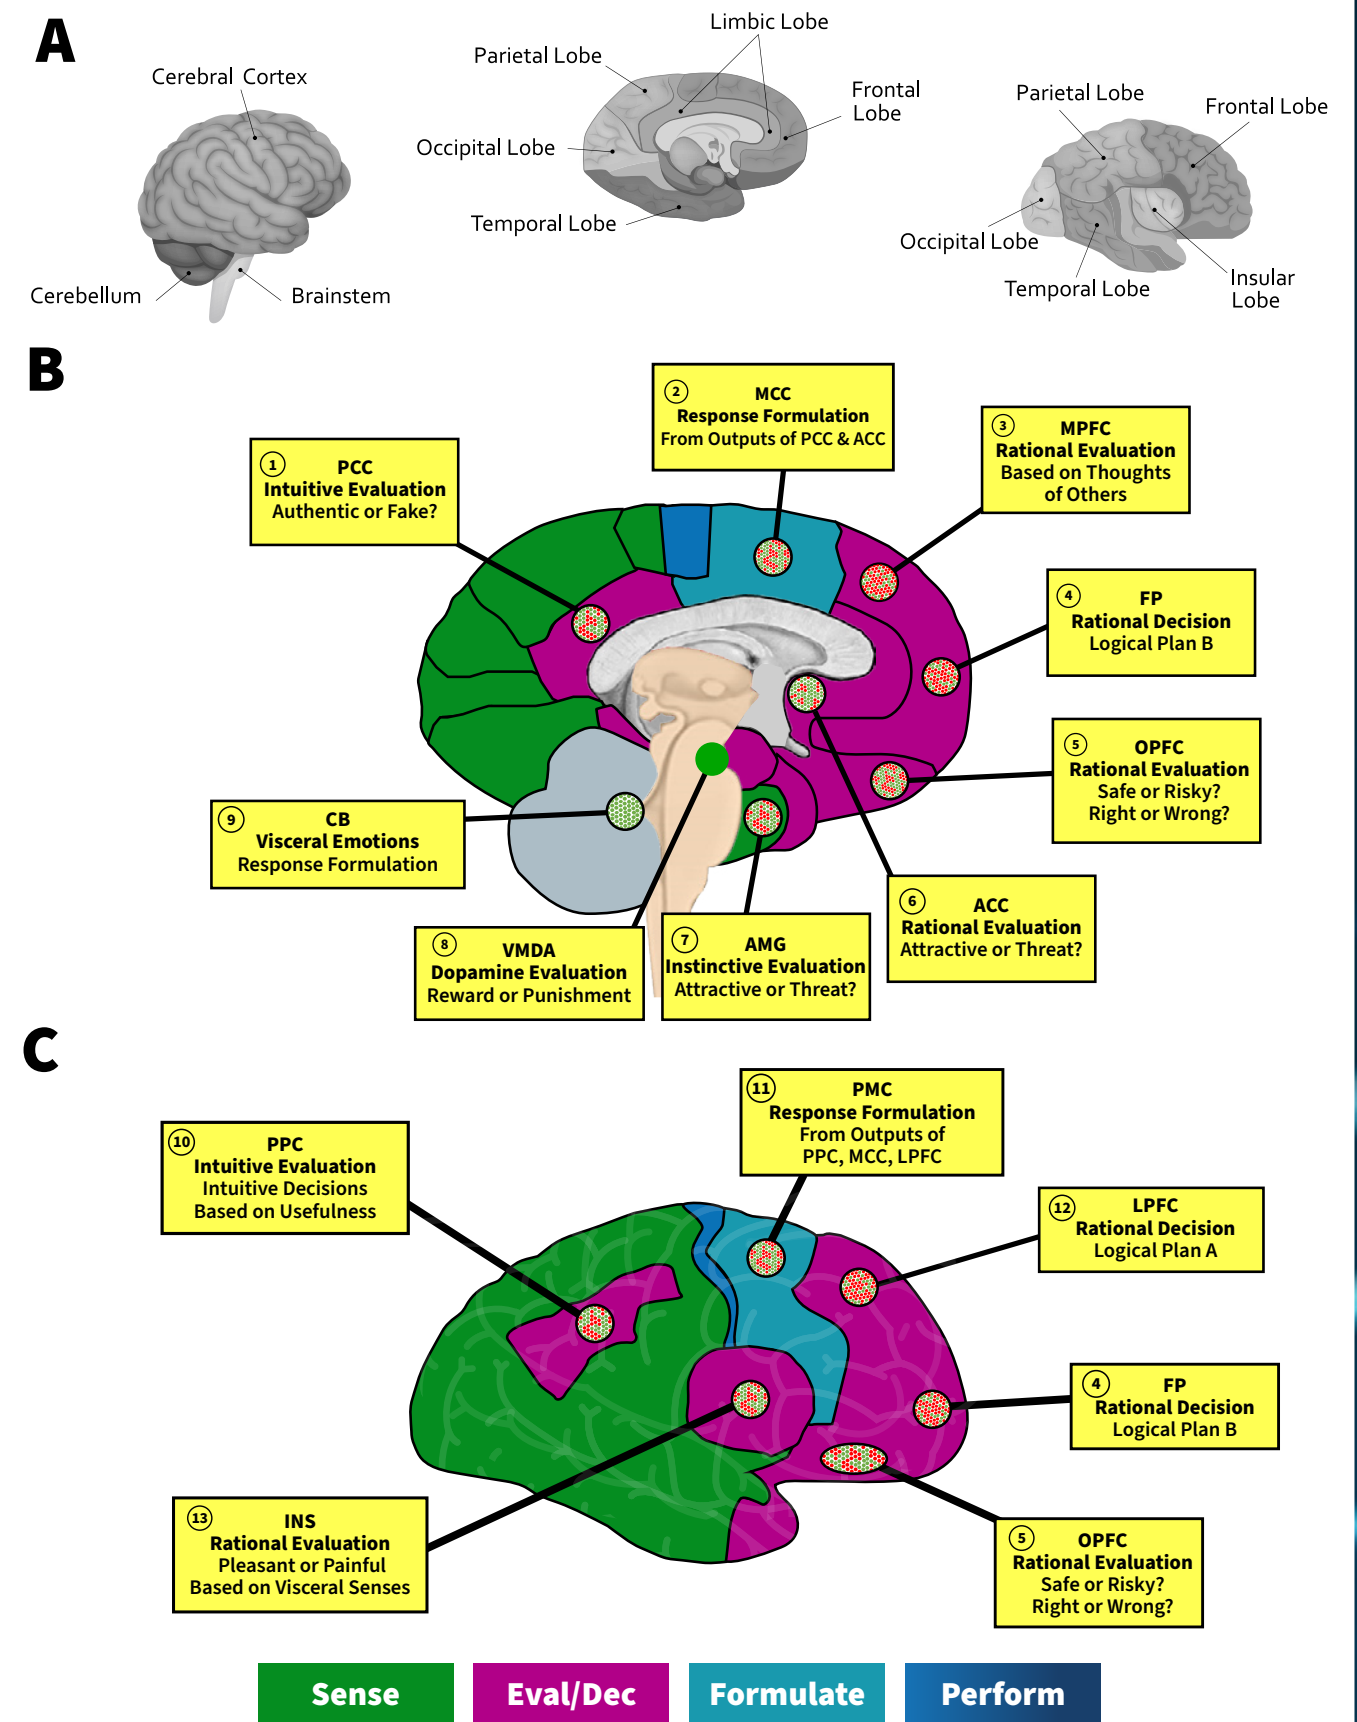 A
Cerebral Cortex
Cerebellum
Brainstem
Limbic Lobe
Parietal Lobe
Frontal
Lobe
Occipital Lobe
Temporal Lobe
Parietal Lobe
Frontal Lobe
Occipital Lobe
Temporal Lobe
Insular
Lobe
B
1
PCC
Intuitive Evaluation
Authentic or Fake?
2
MCC
Response Formulation
From Outputs of PCC & ACC
3
MPFC
Rational Evaluation
Based on Thoughts
of Others
4
FP
Rational Decision
Logical Plan B
5
OPFC
Rational Evaluation
Safe or Risky?
Right or Wrong?
6
ACC
Rational Evaluation
Attractive or Threat?
7
AMG
Instinctive Evaluation
Attractive or Threat?
8
VMDA
Dopamine Evaluation
Reward or Punishment
9
CB
Visceral Emotions
Response Formulation
C
10
PPC
Intuitive Evaluation
Intuitive Decisions
Based on Usefulness
11
PMC
Response Formulation
From Outputs of
PPC, MCC, LPFC
12
LPFC
Rational Decision
Logical Plan A
4
FP
Rational Decision
Logical Plan B
5
OPFC
Rational Evaluation
Safe or Risky?
Right or Wrong?
13
INS
Rational Evaluation
Pleasant or Painful
Based on Visceral Senses
Sense
Eval/Dec
Formulate
Perform